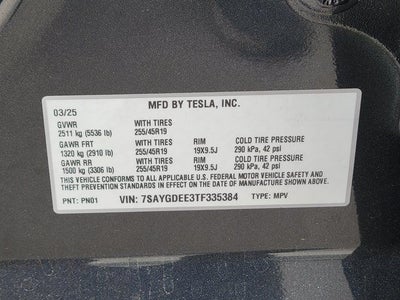 MFD BY TESLA, INC.
03/25
GVWR WITH TIRES
2511 kg (5536 lb) 255/45R19
GAWR FRT WITH TIRES RIM COLD TIRE PRESSURE
1320 kg (2910 lb) 255/45R19 19X9.5J 290 kPa, 42 psi
GAWR RR WITH TIRES RIM COLD TIRE PRESSURE
1500 kg (3306 lb) 255/45R19 19X9.5J 290 kPa, 42 psi
THIS VEHICLE CONFORMS TO ALL APPLICABLE U.S. FEDERAL MOTOR VEHICLE SAFETY AND
THEFT PREVENTION STANDARDS IN EFFECT ON THE DATE OF MANUFACTURE SHOWN ABOVE.
PNT: PN01 VIN: 7SAYGDEE3TF335384 TYPE: MPV